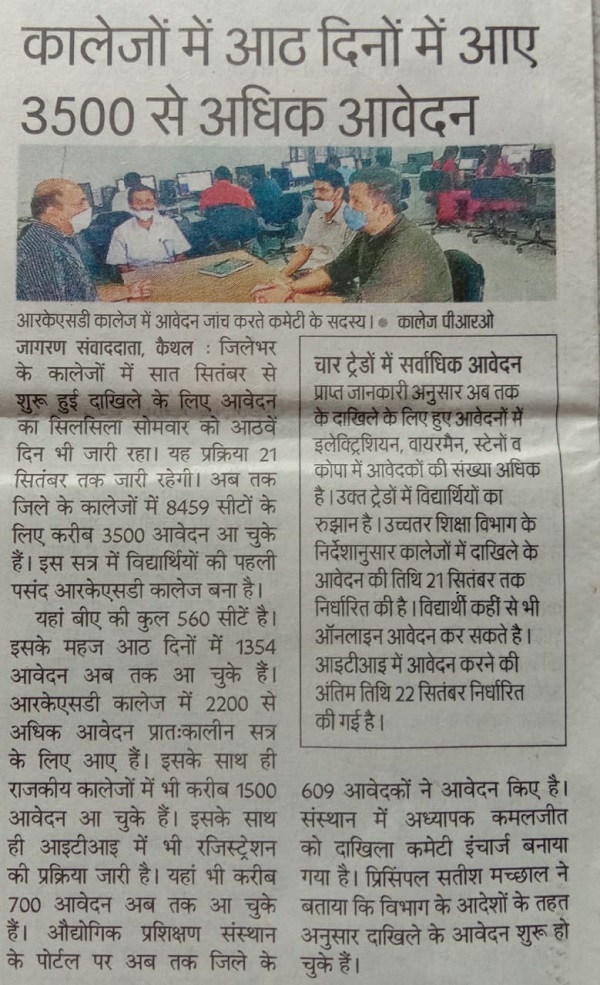 कालेजों में आठ दिनों में आए
3500 से अधिक आवेदन
आरकेएसडी कालेज में आवेदन जांच करते कमेटी के सदस्य। ● कालेज पीआरओ
जागरण संवाददाता, कैथल : जिलेभर
के कालेजों में सात सितंबर से
शुरू हुई दाखिले के लिए आवेदन
का सिलसिला सोमवार को आठवें
दिन भी जारी रहा। यह प्रक्रिया 21
सितंबर तक जारी रहेगी। अब तक
जिले के कालेजों में 8459 सीटों के
लिए करीब 3500 आवेदन आ चुके
हैं। इस सत्र में विद्यार्थियों की पहली
पसंद आरकेएसडी कालेज बना है।
यहां बीए की कुल 560 सीटें है।
इसके महज आठ दिनों में 1354
आवेदन अब तक आ चुके हैं।
आरकेएसडी कालेज में 2200 से
अधिक आवेदन प्रातःकालीन सत्र
के लिए आए हैं। इसके साथ ही
राजकीय कालेजों में भी करीब 1500
आवेदन आ चुके हैं। इसके साथ
ही आइटीआइ में भी रजिस्ट्रेशन
की प्रक्रिया जारी है। यहां भी करीब
700 आवेदन अब तक आ चुके
हैं। औद्योगिक प्रशिक्षण संस्थान
के पोर्टल पर अब तक जिले के
चार ट्रेडों में सर्वाधिक आवेदन
प्राप्त जानकारी अनुसार अब तक
के दाखिले के लिए हुए आवेदनों में
इलेक्ट्रिशियन, वायरमैन, स्टेनों व
कोपा में आवेदकों की संख्या अधिक
है। उक्त ट्रेडों में विद्यार्थियों का
रुझान है। उच्चतर शिक्षा विभाग के
निर्देशानुसार कालेजों में दाखिले के
आवेदन की तिथि 21 सितंबर तक
निर्धारित की है। विद्यार्थी कहीं से भी
ऑनलाइन आवेदन कर सकते है।
आइटीआइ में आवेदन करने की
अंतिम तिथि 22 सितंबर निर्धारित
की गई है।
609 आवेदकों ने आवेदन किए है।
संस्थान में अध्यापक कमलजीत
को दाखिला कमेटी इंचार्ज बनाया
गया है। प्रिंसिपल सतीश मच्छाल ने
बताया कि विभाग के आदेशों के तहत
अनुसार दाखिले के आवेदन शुरू हो
चुके हैं।